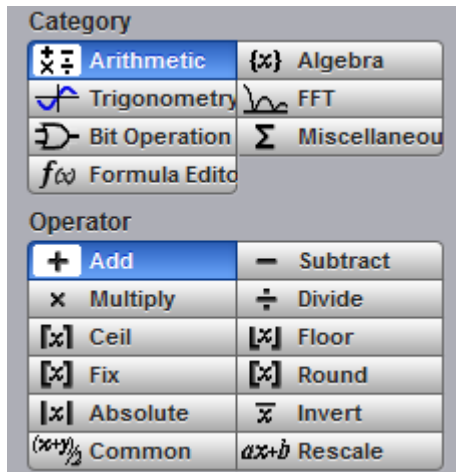 Category
Arithmetic {x} Algebra
Trigonometry FFT
Bit Operation Σ Miscellaneou
f(x) Formula Edito
Operator
+ Add − Subtract
× Multiply ÷ Divide
⌈x⌉ Ceil ⌊x⌋ Floor
[x] Fix [x] Round
|x| Absolute x̅ Invert
(x+y)/2 Common ax+b Rescale